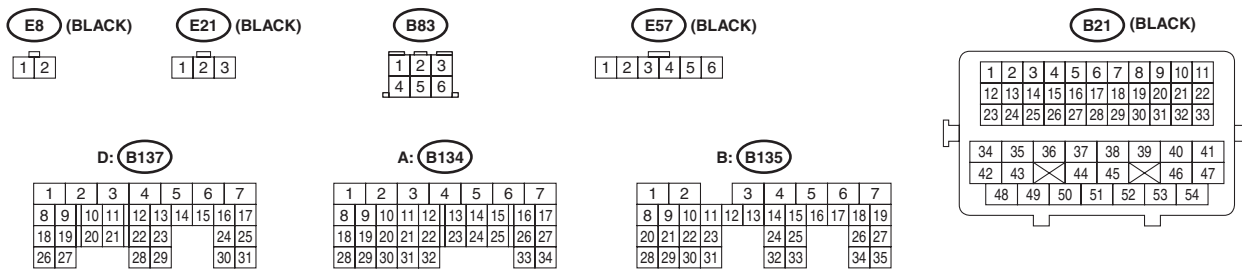 E8 (BLACK)
1 2
E21 (BLACK)
1 2 3
B83
1 2 3
4 5 6
E57 (BLACK)
1 2 3 4 5 6
B21 (BLACK)
1 2 3 4 5 6 7 8 9 10 11
12 13 14 15 16 17 18 19 20 21 22
23 24 25 26 27 28 29 30 31 32 33
34 35 36 37 38 39 40 41
42 43 44 45 46 47
48 49 50 51 52 53 54
D: B137
1 2 3 4 5 6 7
8 9 10 11 12 13 14 15 16 17
18 19 20 21 22 23 24 25
26 27 28 29 30 31
A: B134
1 2 3 4 5 6 7
8 9 10 11 12 13 14 15 16 17
18 19 20 21 22 23 24 25 26 27
28 29 30 31 32 33 34
B: B135
1 2 3 4 5 6 7
8 9 10 11 12 13 14 15 16 17 18 19
20 21 22 23 24 25 26 27
28 29 30 31 32 33 34 35